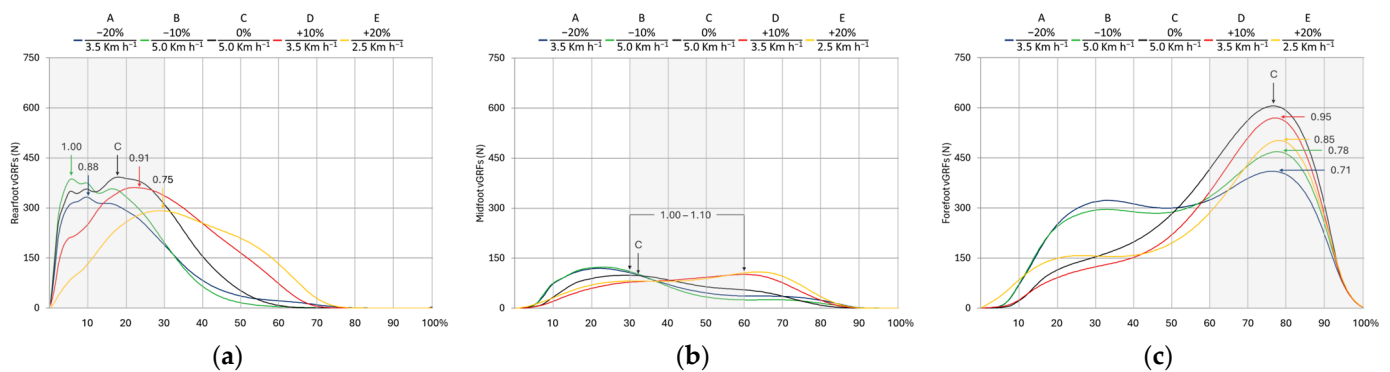 A B C D E
−20% −10% 0% +10% +20%
3.5 Km h⁻¹ 5.0 Km h⁻¹ 5.0 Km h⁻¹ 3.5 Km h⁻¹ 2.5 Km h⁻¹
750
600
450
300
150
0
Rearfoot vGRFs (N)
1.00
0.88
C
0.91
0.75
10 20 30 40 50 60 70 80 90 100%
(a)
A B C D E
−20% −10% 0% +10% +20%
3.5 Km h⁻¹ 5.0 Km h⁻¹ 5.0 Km h⁻¹ 3.5 Km h⁻¹ 2.5 Km h⁻¹
750
600
450
300
150
0
Midfoot vGRFs (N)
1.00 – 1.10
C
10 20 30 40 50 60 70 80 90 100%
(b)
A B C D E
−20% −10% 0% +10% +20%
3.5 Km h⁻¹ 5.0 Km h⁻¹ 5.0 Km h⁻¹ 3.5 Km h⁻¹ 2.5 Km h⁻¹
750
600
450
300
150
0
Forefoot vGRFs (N)
C
0.95
0.85
0.78
0.71
10 20 30 40 50 60 70 80 90 100%
(c)